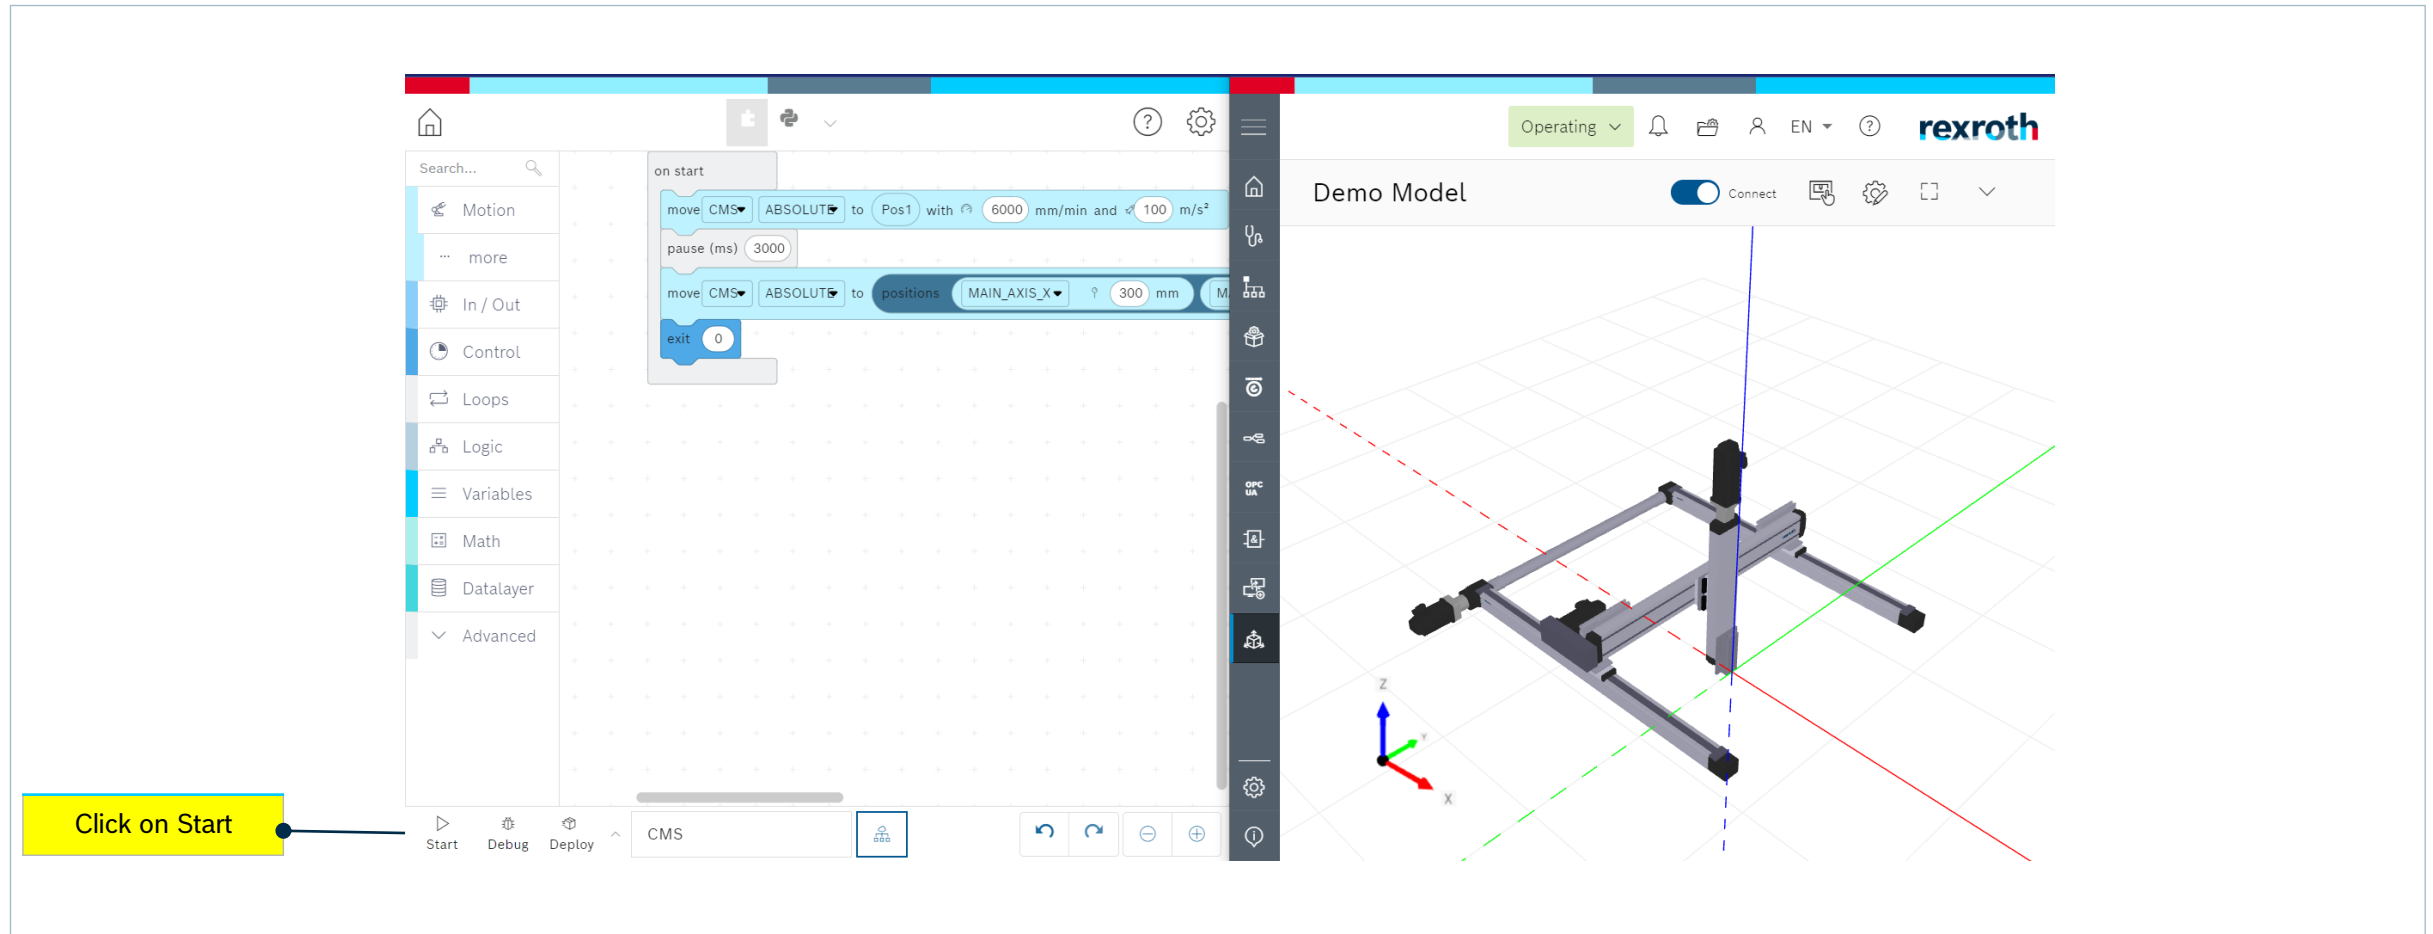 Operating
EN
rexroth
Search...
on start
Demo Model
Connect
move CMS ABSOLUTE to Pos1 with 6000 mm/min and 100 m/s²
Motion
pause (ms) 3000
more
move CMS ABSOLUTE to positions MAIN_AXIS_X 300 mm M
In / Out
exit 0
Control
Loops
Logic
OPC
UA
Variables
&
Math
Datalayer
Advanced
Z
Y
X
Click on Start
Start
Debug
Deploy
CMS